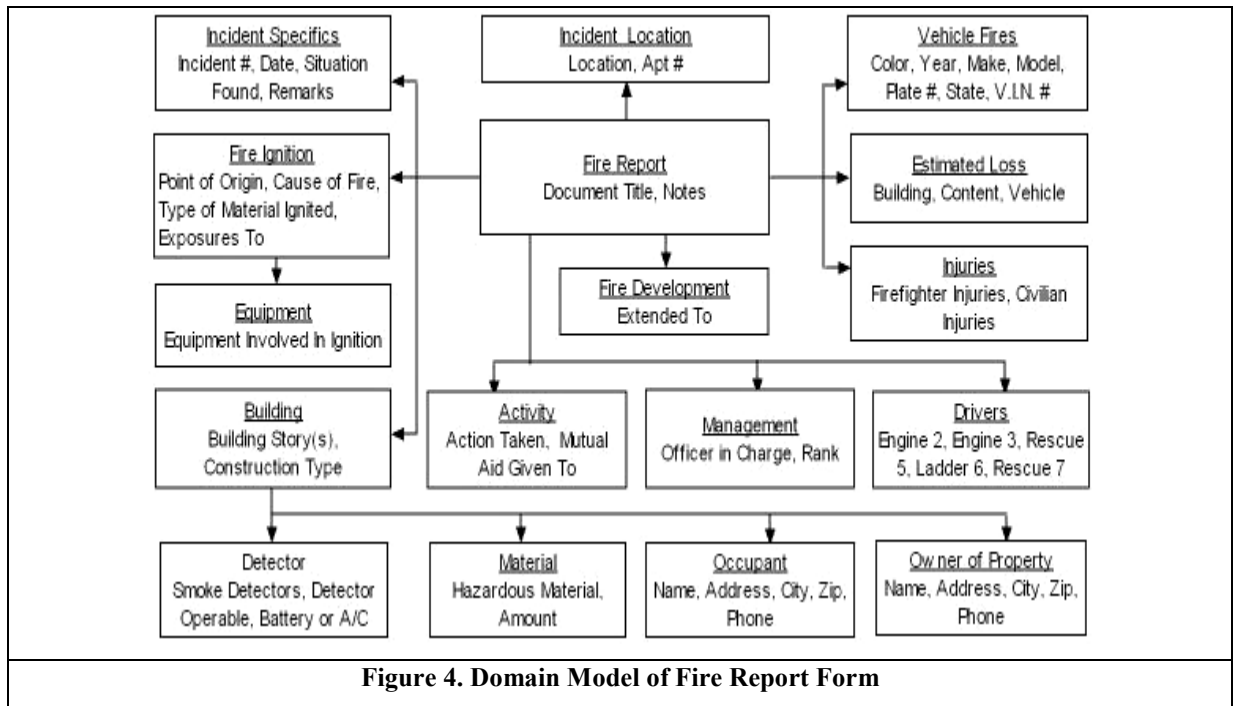 Incident Specifics
Incident #, Date, Situation
Found, Remarks
Incident Location
Location, Apt #
Vehicle Fires
Color, Year, Make, Model,
Plate #, State, V.I.N. #
Fire Ignition
Point of Origin, Cause of Fire,
Type of Material Ignited,
Exposures To
Fire Report
Document Title, Notes
Estimated Loss
Building, Content, Vehicle
Equipment
Equipment Involved In Ignition
Fire Development
Extended To
Injuries
Firefighter Injuries, Civilian
Injuries
Building
Building Story(s),
Construction Type
Activity
Action Taken, Mutual
Aid Given To
Management
Officer in Charge, Rank
Drivers
Engine 2, Engine 3, Rescue
5, Ladder 6, Rescue 7
Detector
Smoke Detectors, Detector
Operable, Battery or A/C
Material
Hazardous Material,
Amount
Occupant
Name, Address, City, Zip,
Phone
Owner of Property
Name, Address, City, Zip,
Phone
Figure 4. Domain Model of Fire Report Form